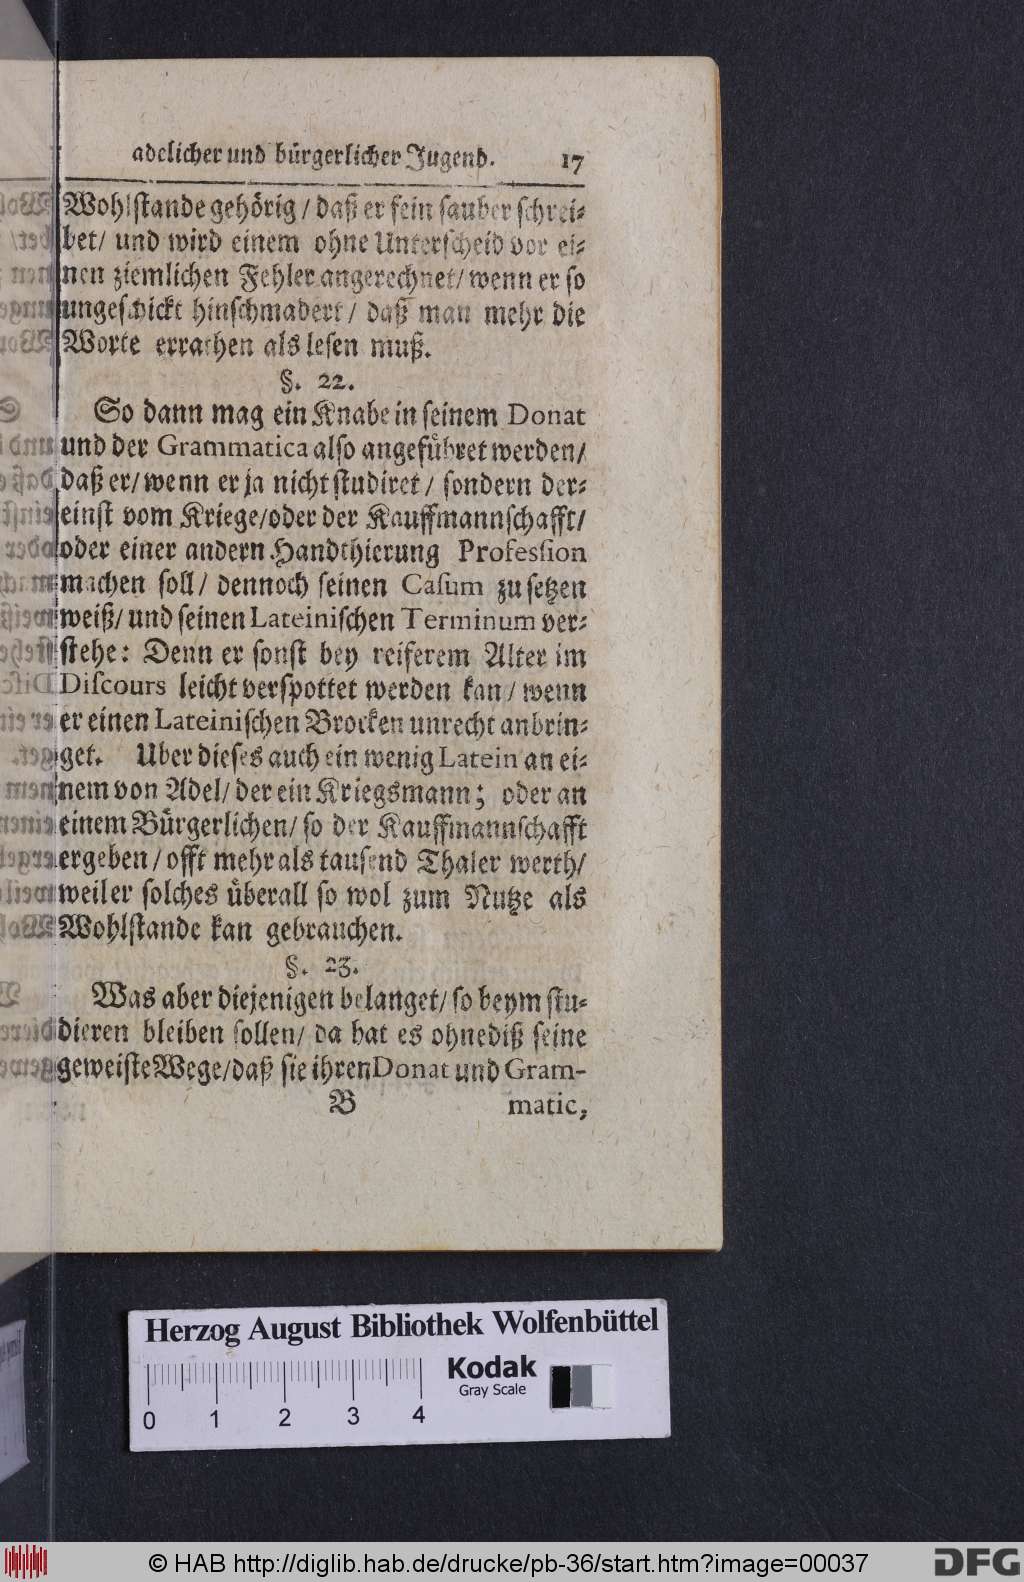 adelicher und bürgerlicher Jugend. 17
Wohlstande gehörig / daß er fein sauber schrei-
bet / und wird einem ohne Unterscheid vor ei-
nen ziemlichen Fehler angerechnet / wenn er so
ungeschickt hinschmadert / daß man mehr die
Worte errathen als lesen muß.
§. 22.
So dann mag ein Knabe in seinem Donat
und der Grammatica also angeführet werden /
daß er / wenn er ja nicht studiret / sondern der-
einst vom Kriege / oder der Kauffmannschafft /
oder einer andern Handthierung Profession
machen soll / dennoch seinen Casum zu setzen
weiß / und seinen Lateinischen Terminum ver-
stehe: Denn er sonst bey reiferem Alter im
Discours leicht verspottet werden kan / wenn
er einen Lateinischen Brocken unrecht anbrin-
get. Uber dieses auch ein wenig Latein an ei-
nem von Adel / der ein Kriegsmann; oder an
einem Bürgerlichen / so der Kauffmannschafft
ergeben / offt mehr als tausend Thaler werth /
weil er solches überall so wol zum Nutze als
Wohlstande kan gebrauchen.
§. 23.
Was aber diejenigen belanget / so beym stu-
dieren bleiben sollen / da hat es ohnediß seine
geweiste Wege / daß sie ihren Donat und Gram-
B matic,
Herzog August Bibliothek Wolfenbüttel
Kodak
Gray Scale
0 1 2 3 4
© HAB http://diglib.hab.de/drucke/pb-36/start.htm?image=00037
DFG